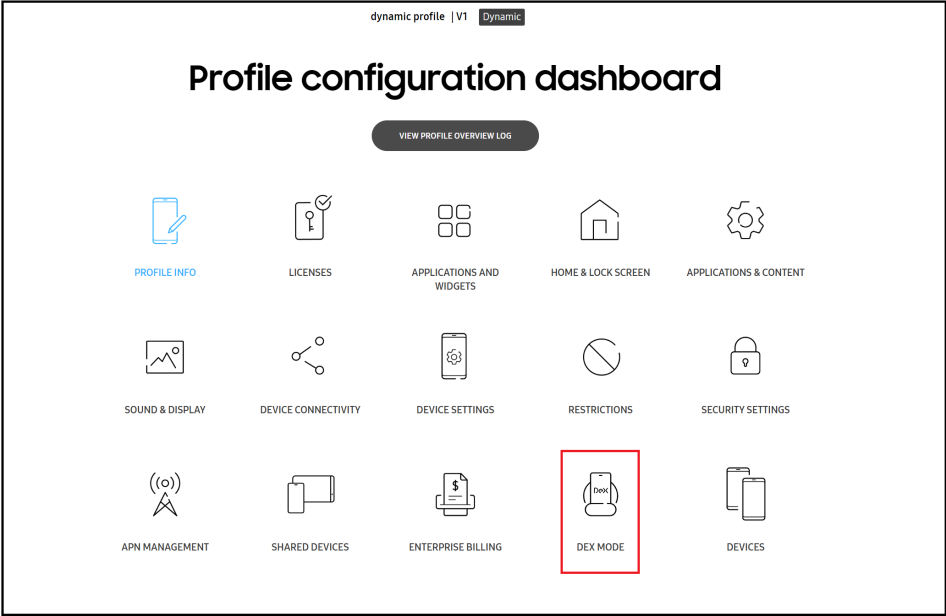 dynamic profile | V1 Dynamic
Profile configuration dashboard
VIEW PROFILE OVERVIEW LOG
PROFILE INFO
LICENSES
APPLICATIONS AND
WIDGETS
HOME & LOCK SCREEN
APPLICATIONS & CONTENT
SOUND & DISPLAY
DEVICE CONNECTIVITY
DEVICE SETTINGS
RESTRICTIONS
SECURITY SETTINGS
$
DeX
APN MANAGEMENT
SHARED DEVICES
ENTERPRISE BILLING
DEX MODE
DEVICES